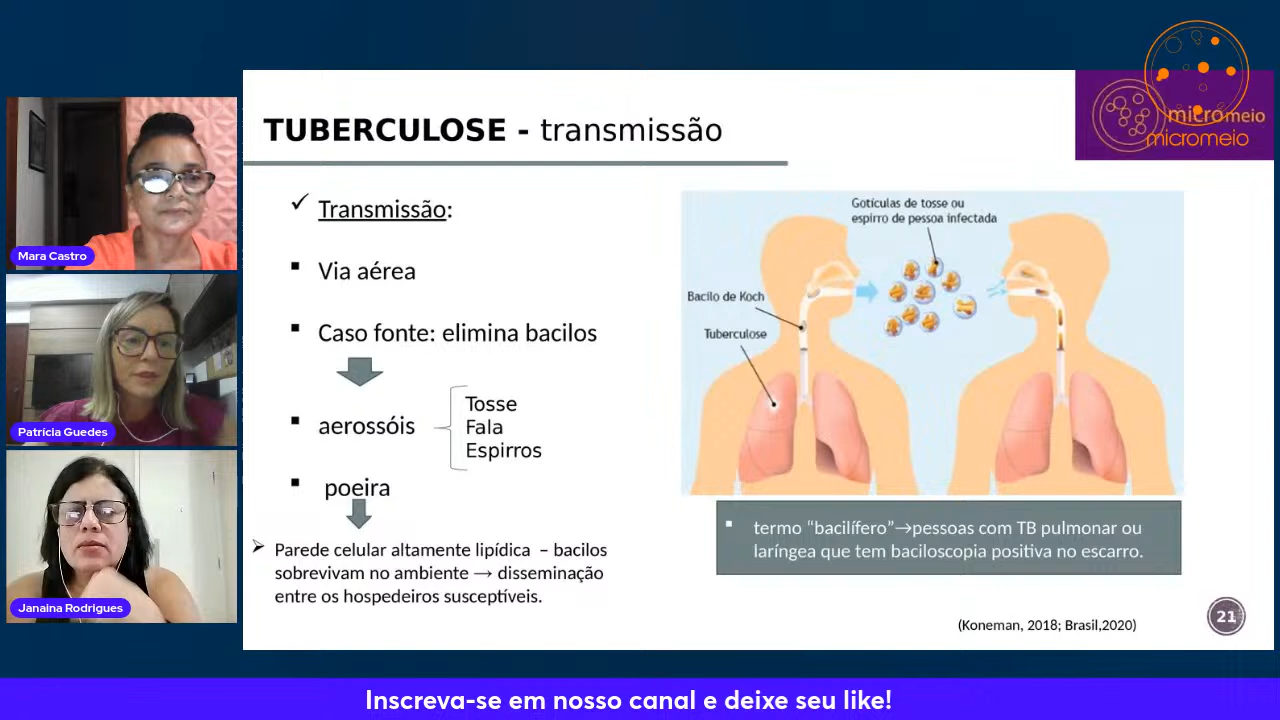 TUBERCULOSE - transmissão
micromeio
micromeio
✓ Transmissão:
▪ Via aérea
▪ Caso fonte: elimina bacilos
▪ aerossóis
Tosse
Fala
Espirros
▪ poeira
➢ Parede celular altamente lipídica – bacilos
sobrevivam no ambiente → disseminação
entre os hospedeiros susceptíveis.
Gotículas de tosse ou
espirro de pessoa infectada
Bacilo de Koch
Tuberculose
▪ termo “bacilífero”→pessoas com TB pulmonar ou
laríngea que tem baciloscopia positiva no escarro.
(Koneman, 2018; Brasil,2020)
21
Mara Castro
Patrícia Guedes
Janaina Rodrigues
Inscreva-se em nosso canal e deixe seu like!